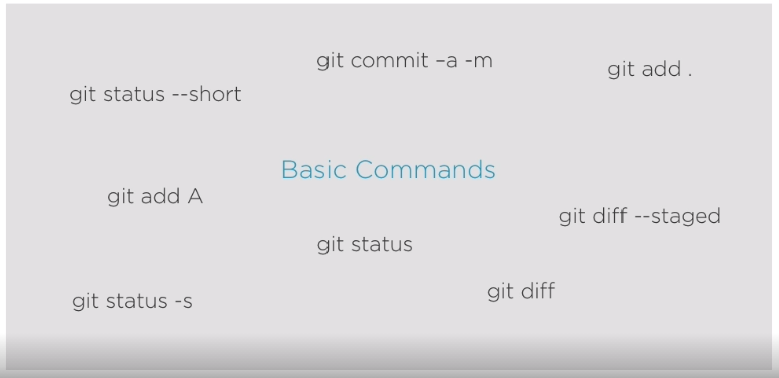 git commit –a -m
git add .
git status --short
Basic Commands
git add A
git diff --staged
git status
git diff
git status -s